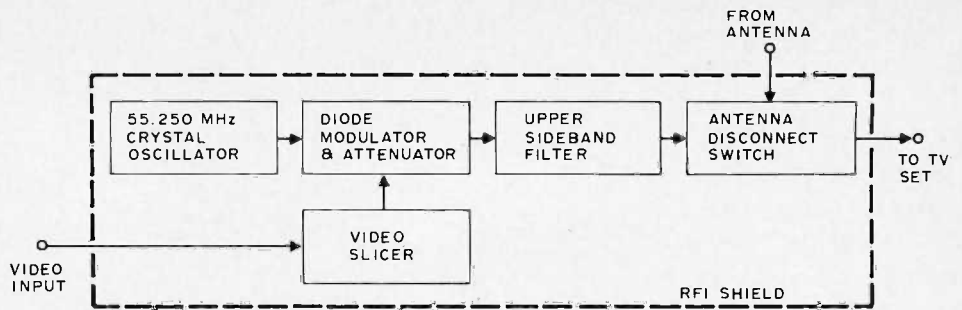 FROM
ANTENNA
55.250 MHz
CRYSTAL
OSCILLATOR
DIODE
MODULATOR
& ATTENUATOR
UPPER
SIDEBAND
FILTER
ANTENNA
DISCONNECT
SWITCH
TO TV
SET
VIDEO
SLICER
VIDEO
INPUT
RFI SHIELD